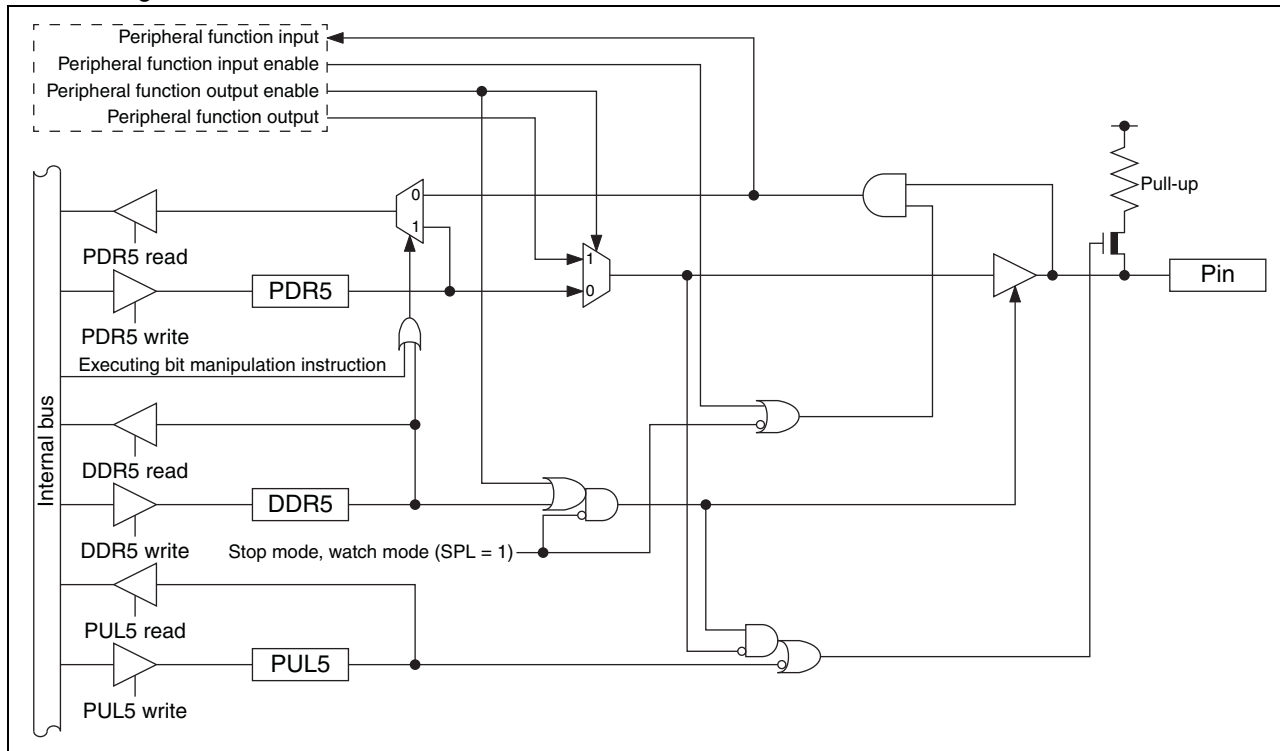 Peripheral function input
Peripheral function input enable
Peripheral function output enable
Peripheral function output
Pull-up
0
1
PDR5 read
1
Pin
PDR5
0
PDR5 write
Executing bit manipulation instruction
Internal bus
DDR5 read
DDR5
DDR5 write
Stop mode, watch mode (SPL = 1)
PUL5 read
PUL5
PUL5 write